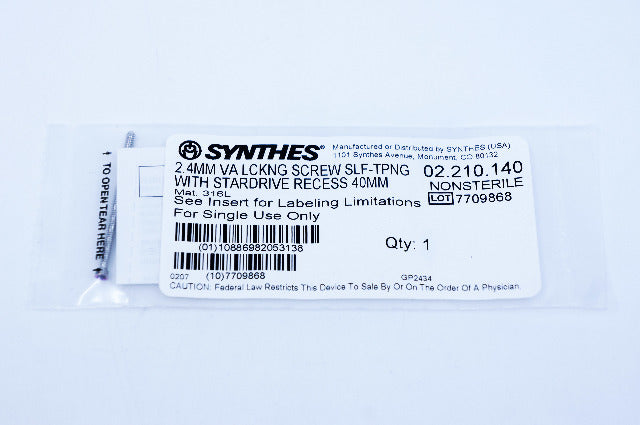 TO OPEN TEAR HERE
SYNTHES®
Manufactured or Distributed by SYNTHES (USA)
1101 Synthes Avenue, Monument, CO 80132
2.4MM VA LCKNG SCREW SLF-TPNG
WITH STARDRIVE RECESS 40MM
02.210.140
NONSTERILE
LOT 7709868
Mat. 316L
See Insert for Labeling Limitations
For Single Use Only
(01)10886982053138
Qty: 1
0207 (10)7709868
GP2434
CAUTION: Federal Law Restricts This Device To Sale By Or On The Order Of A Physician.